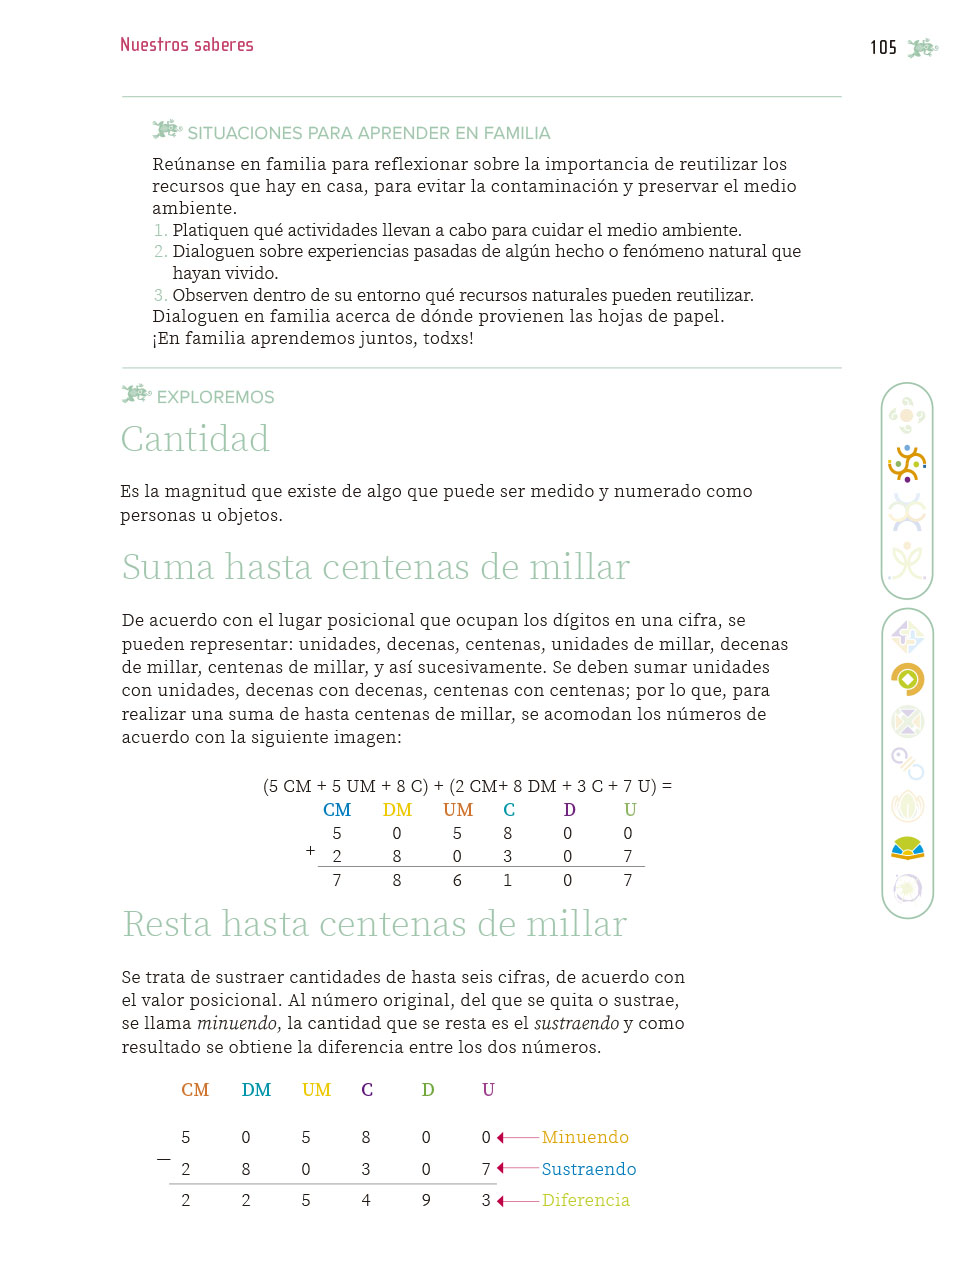 Nuestros saberes
105
SITUACIONES PARA APRENDER EN FAMILIA
Reúnanse en familia para reflexionar sobre la importancia de reutilizar los
recursos que hay en casa, para evitar la contaminación y preservar el medio
ambiente.
1. Platiquen qué actividades llevan a cabo para cuidar el medio ambiente.
2. Dialoguen sobre experiencias pasadas de algún hecho o fenómeno natural que
hayan vivido.
3. Observen dentro de su entorno qué recursos naturales pueden reutilizar.
Dialoguen en familia acerca de dónde provienen las hojas de papel.
¡En familia aprendemos juntos, todxs!
EXPLOREMOS
Cantidad
Es la magnitud que existe de algo que puede ser medido y numerado como
personas u objetos.
Suma hasta centenas de millar
De acuerdo con el lugar posicional que ocupan los dígitos en una cifra, se
pueden representar: unidades, decenas, centenas, unidades de millar, decenas
de millar, centenas de millar, y así sucesivamente. Se deben sumar unidades
con unidades, decenas con decenas, centenas con centenas; por lo que, para
realizar una suma de hasta centenas de millar, se acomodan los números de
acuerdo con la siguiente imagen:
(5 CM + 5 UM + 8 C) + (2 CM+ 8 DM + 3 C + 7 U) =
CM DM UM C D U
5 0 5 8 0 0
+ 2 8 0 3 0 7
7 8 6 1 0 7
Resta hasta centenas de millar
Se trata de sustraer cantidades de hasta seis cifras, de acuerdo con
el valor posicional. Al número original, del que se quita o sustrae,
se llama minuendo, la cantidad que se resta es el sustraendo y como
resultado se obtiene la diferencia entre los dos números.
CM DM UM C D U
5 0 5 8 0 0 Minuendo
— 2 8 0 3 0 7 Sustraendo
2 2 5 4 9 3 Diferencia